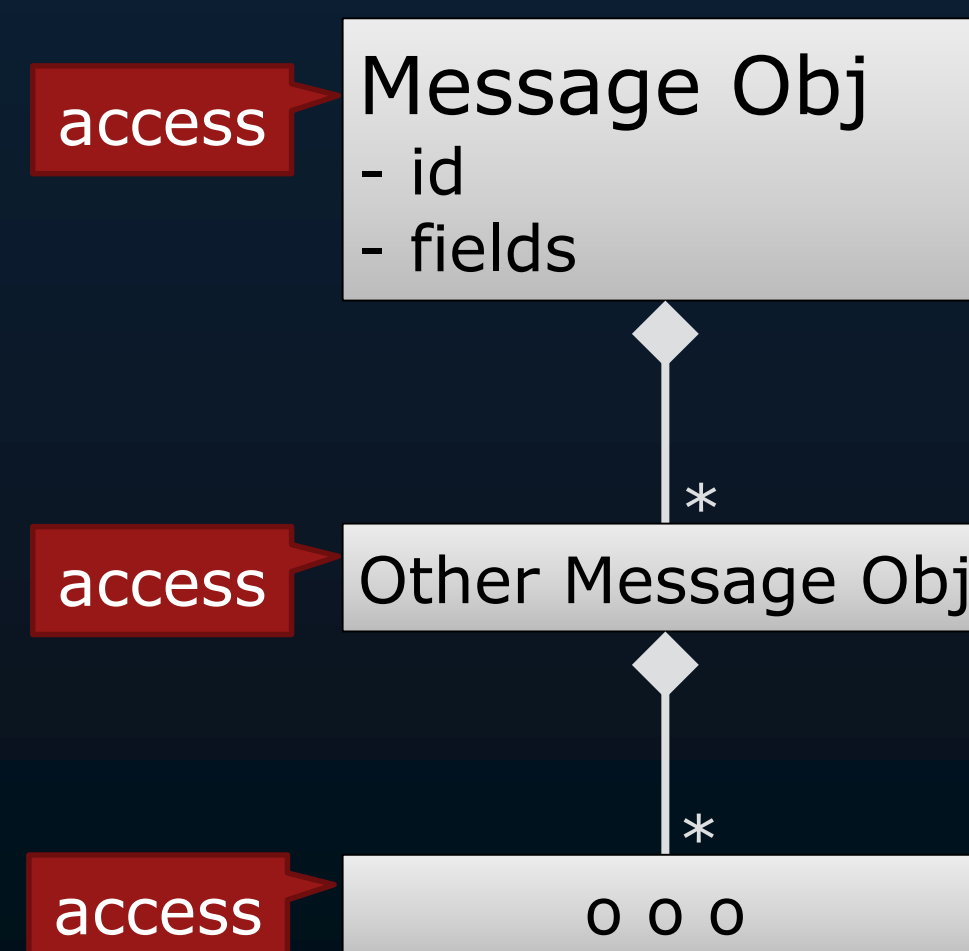 access
Message Obj
- id
- fields
*
access
Other Message Obj
*
access
o o o